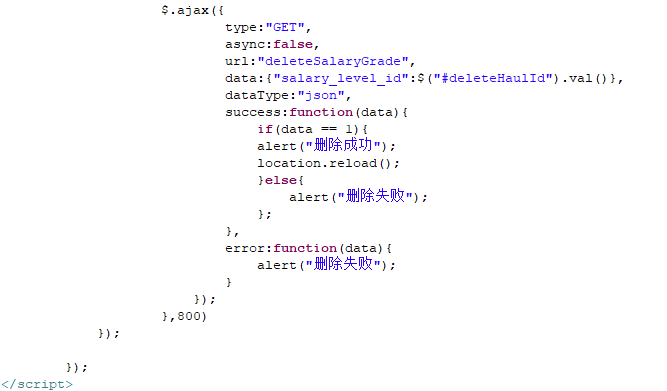 $.ajax({
type:"GET",
async:false,
url:"deleteSalaryGrade",
data:{"salary_level_id":$("#deleteHaulId").val()},
dataType:"json",
success:function(data){
if(data == 1){
alert("删除成功");
location.reload();
}else{
alert("删除失败");
};
},
error:function(data){
alert("删除失败");
}
});
},800)
});
});
</script>